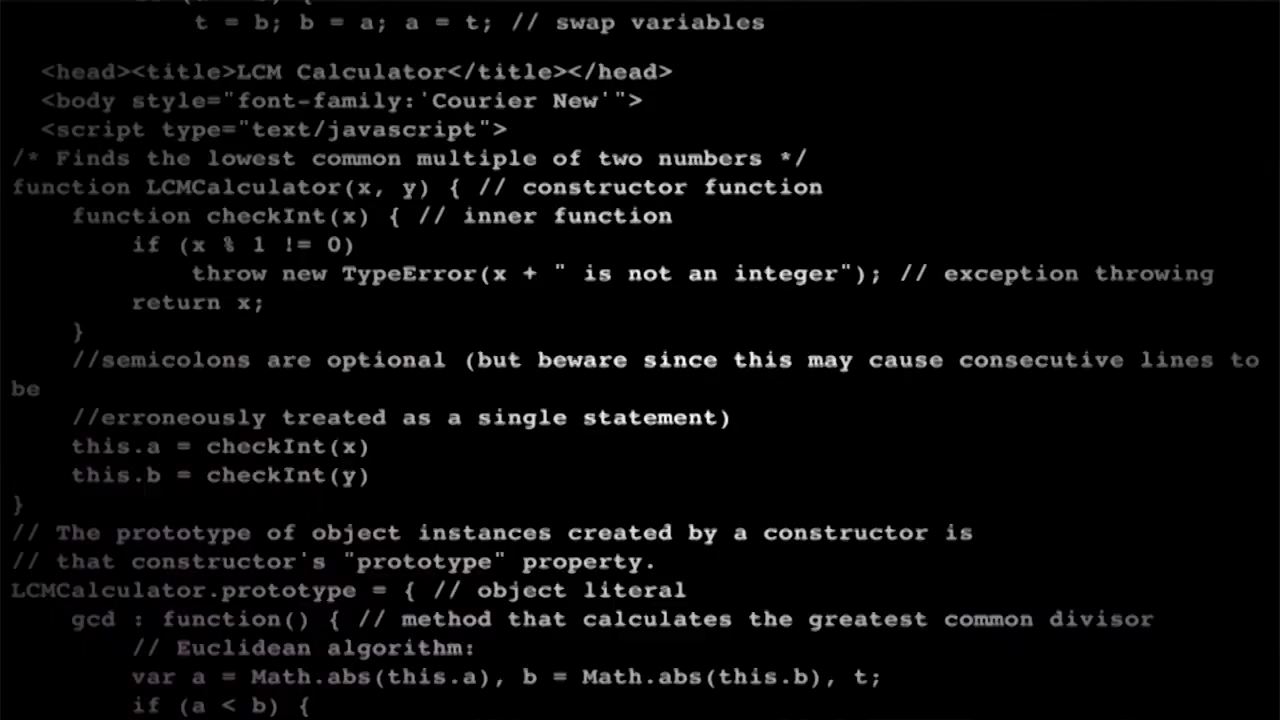 t = b; b = a; a = t; // swap variables
<head><title>LCM Calculator</title></head>
<body style="font-family:'Courier New'">
<script type="text/javascript">
/* Finds the lowest common multiple of two numbers */
function LCMCalculator(x, y) { // constructor function
function checkInt(x) { // inner function
if (x % 1 != 0)
throw new TypeError(x + " is not an integer"); // exception throwing
return x;
}
//semicolons are optional (but beware since this may cause consecutive lines to
be
//erroneously treated as a single statement)
this.a = checkInt(x)
this.b = checkInt(y)
}
// The prototype of object instances created by a constructor is
// that constructor's "prototype" property.
LCMCalculator.prototype = { // object literal
gcd : function() { // method that calculates the greatest common divisor
// Euclidean algorithm:
var a = Math.abs(this.a), b = Math.abs(this.b), t;
if (a < b) {